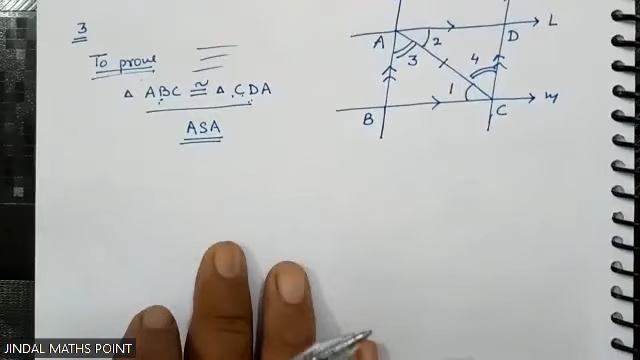 3
To prove
△ ABC ≅ △ CDA
ASA
A
2
D
L
3
4
1
B
C
m
JINDAL MATHS POINT